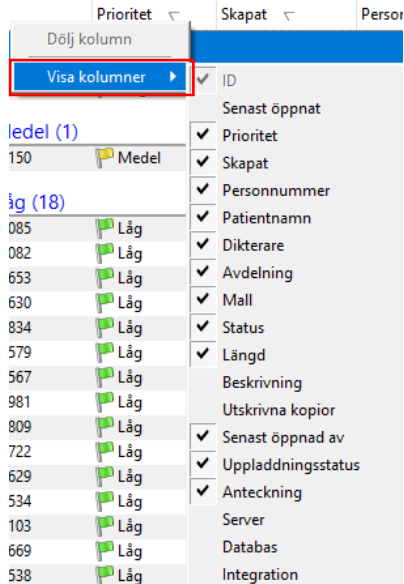 Prioritet Skapat Person
Dölj kolumn
Visa kolumner
ID
Senast öppnat
Prioritet
Skapat
Personnummer
Patientnamn
Dikterare
Avdelning
Mall
Status
Längd
Beskrivning
Utskrivna kopior
Senast öppnad av
Uppladdningsstatus
Anteckning
Server
Databas
Integration
edel (1)
150 Medel
åg (18)
085 Låg
082 Låg
653 Låg
630 Låg
834 Låg
579 Låg
567 Låg
981 Låg
809 Låg
722 Låg
629 Låg
534 Låg
103 Låg
669 Låg
538 Låg